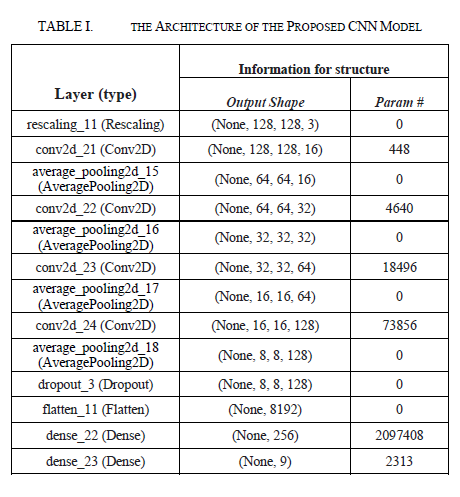 TABLE I. THE ARCHITECTURE OF THE PROPOSED CNN MODEL
Layer (type) Information for structure
Output Shape Param #
rescaling_11 (Rescaling) (None, 128, 128, 3) 0
conv2d_21 (Conv2D) (None, 128, 128, 16) 448
average_pooling2d_15
(AveragePooling2D) (None, 64, 64, 16) 0
conv2d_22 (Conv2D) (None, 64, 64, 32) 4640
average_pooling2d_16
(AveragePooling2D) (None, 32, 32, 32) 0
conv2d_23 (Conv2D) (None, 32, 32, 64) 18496
average_pooling2d_17
(AveragePooling2D) (None, 16, 16, 64) 0
conv2d_24 (Conv2D) (None, 16, 16, 128) 73856
average_pooling2d_18
(AveragePooling2D) (None, 8, 8, 128) 0
dropout_3 (Dropout) (None, 8, 8, 128) 0
flatten_11 (Flatten) (None, 8192) 0
dense_22 (Dense) (None, 256) 2097408
dense_23 (Dense) (None, 9) 2313